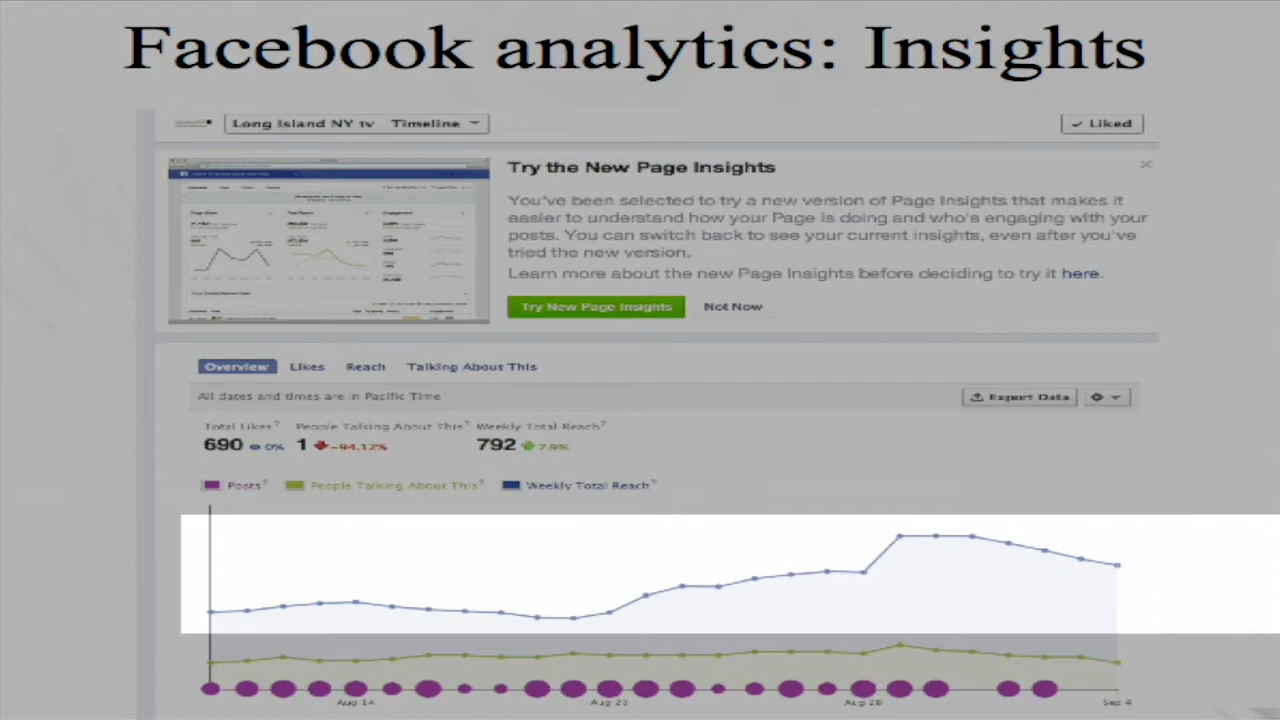 Facebook analytics: Insights
Long Island NY tv Timeline
✓ Liked
Try the New Page Insights
You've been selected to try a new version of Page Insights that makes it
easier to understand how your Page is doing and who's engaging with your
posts. You can switch back to see your current insights, even after you've
tried the new version.
Learn more about the new Page Insights before deciding to try it here.
Try New Page Insights Not Now
Overview Likes Reach Talking About This
All dates and times are in Pacific Time
Export Data
Total Likes? People Talking About This? Weekly Total Reach?
690 0% 1 -94.12% 792 7.9%
Posts? People Talking About This? Weekly Total Reach?
Aug 14 Aug 21 Aug 28 Sep 4